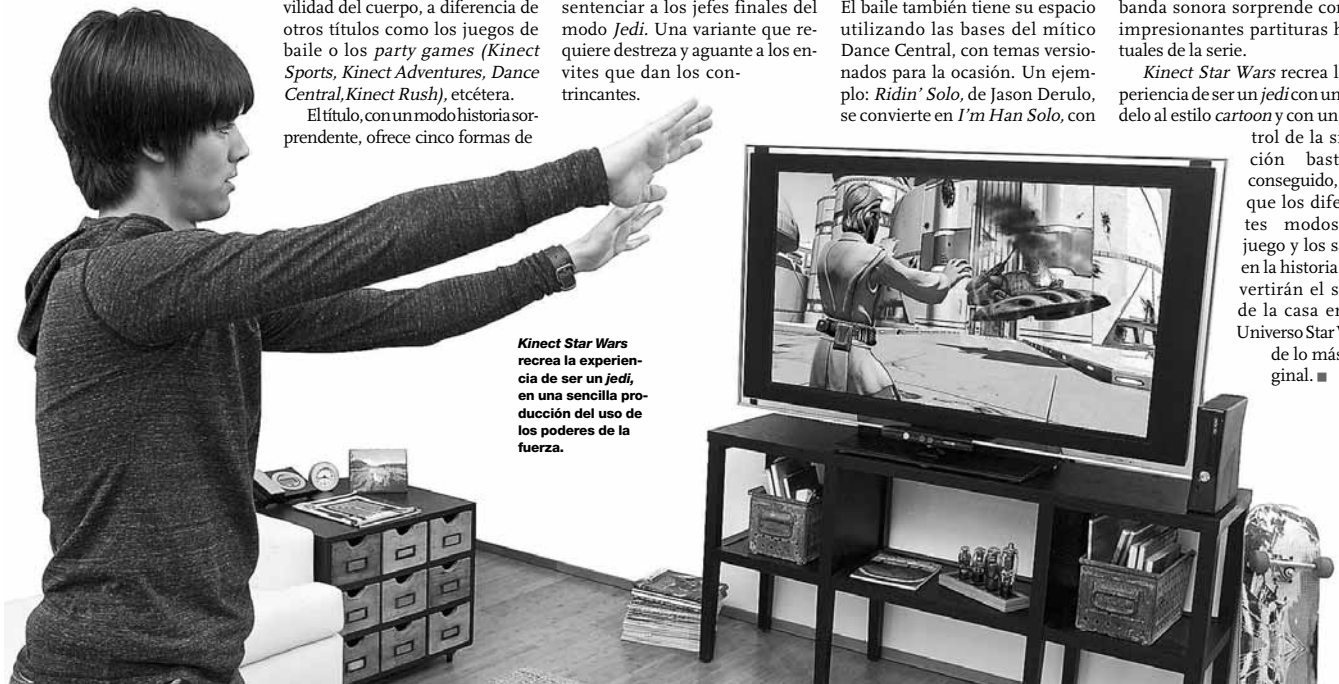 vilidad del cuerpo, a diferencia de
otros títulos como los juegos de
baile o los party games (Kinect
Sports, Kinect Adventures, Dance
Central,Kinect Rush), etcétera.
El título, con un modo historia sor-
prendente, ofrece cinco formas de
sentenciar a los jefes finales del
modo Jedi. Una variante que re-
quiere destreza y aguante a los en-
vites que dan los con-
trincantes.
El baile también tiene su espacio
utilizando las bases del mítico
Dance Central, con temas versio-
nados para la ocasión. Un ejem-
plo: Ridin' Solo, de Jason Derulo,
se convierte en I'm Han Solo, con
banda sonora sorprende
impresionantes partituras
tuales de la serie.
Kinect Star Wars recrea
periencia de ser un jedi con
delo al estilo cartoon y con
trol de la
ción
conseguido,
que los
tes modos
juego y los
en la historia
vertirán el
de la casa
Universo Star
de lo
ginal. ■
Kinect Star Wars
recrea la experien-
cia de ser un jedi,
en una sencilla pro-
ducción del uso de
los poderes de la
fuerza.